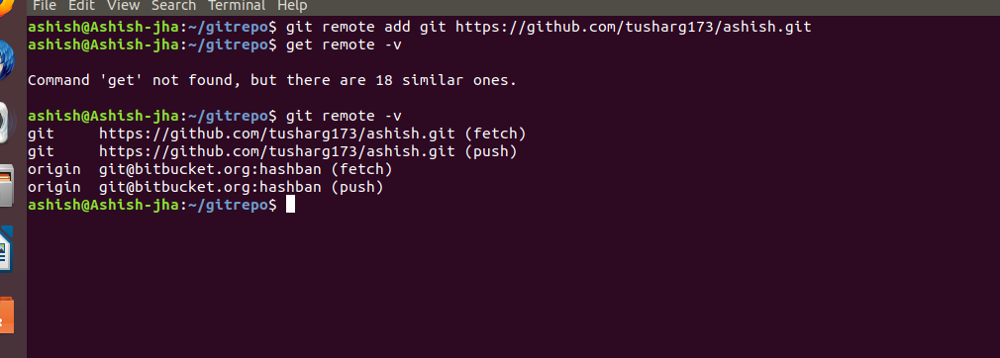 File Edit View Search Terminal Help
ashish@Ashish-jha:~/gitrepo$ git remote add git https://github.com/tusharg173/ashish.git
ashish@Ashish-jha:~/gitrepo$ get remote -v
Command 'get' not found, but there are 18 similar ones.
ashish@Ashish-jha:~/gitrepo$ git remote -v
git     https://github.com/tusharg173/ashish.git (fetch)
git     https://github.com/tusharg173/ashish.git (push)
origin  git@bitbucket.org:hashban (fetch)
origin  git@bitbucket.org:hashban (push)
ashish@Ashish-jha:~/gitrepo$